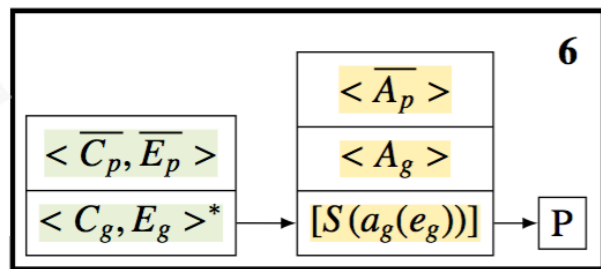 6
< \overline{A_p} >
< \overline{C_p}, \overline{E_p} >
< A_g >
< C_g, E_g >^*
[S(a_g(e_g))]
P